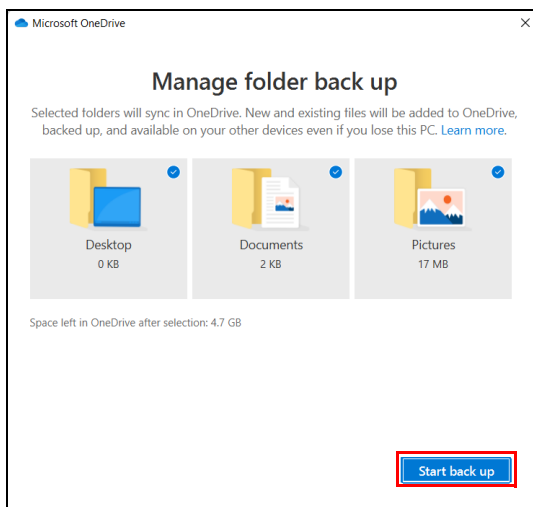 Microsoft OneDrive
Manage folder back up
Selected folders will sync in OneDrive. New and existing files will be added to OneDrive,
backed up, and available on your other devices even if you lose this PC. Learn more.
Desktop
0 KB
Documents
2 KB
Pictures
17 MB
Space left in OneDrive after selection: 4.7 GB
Start back up